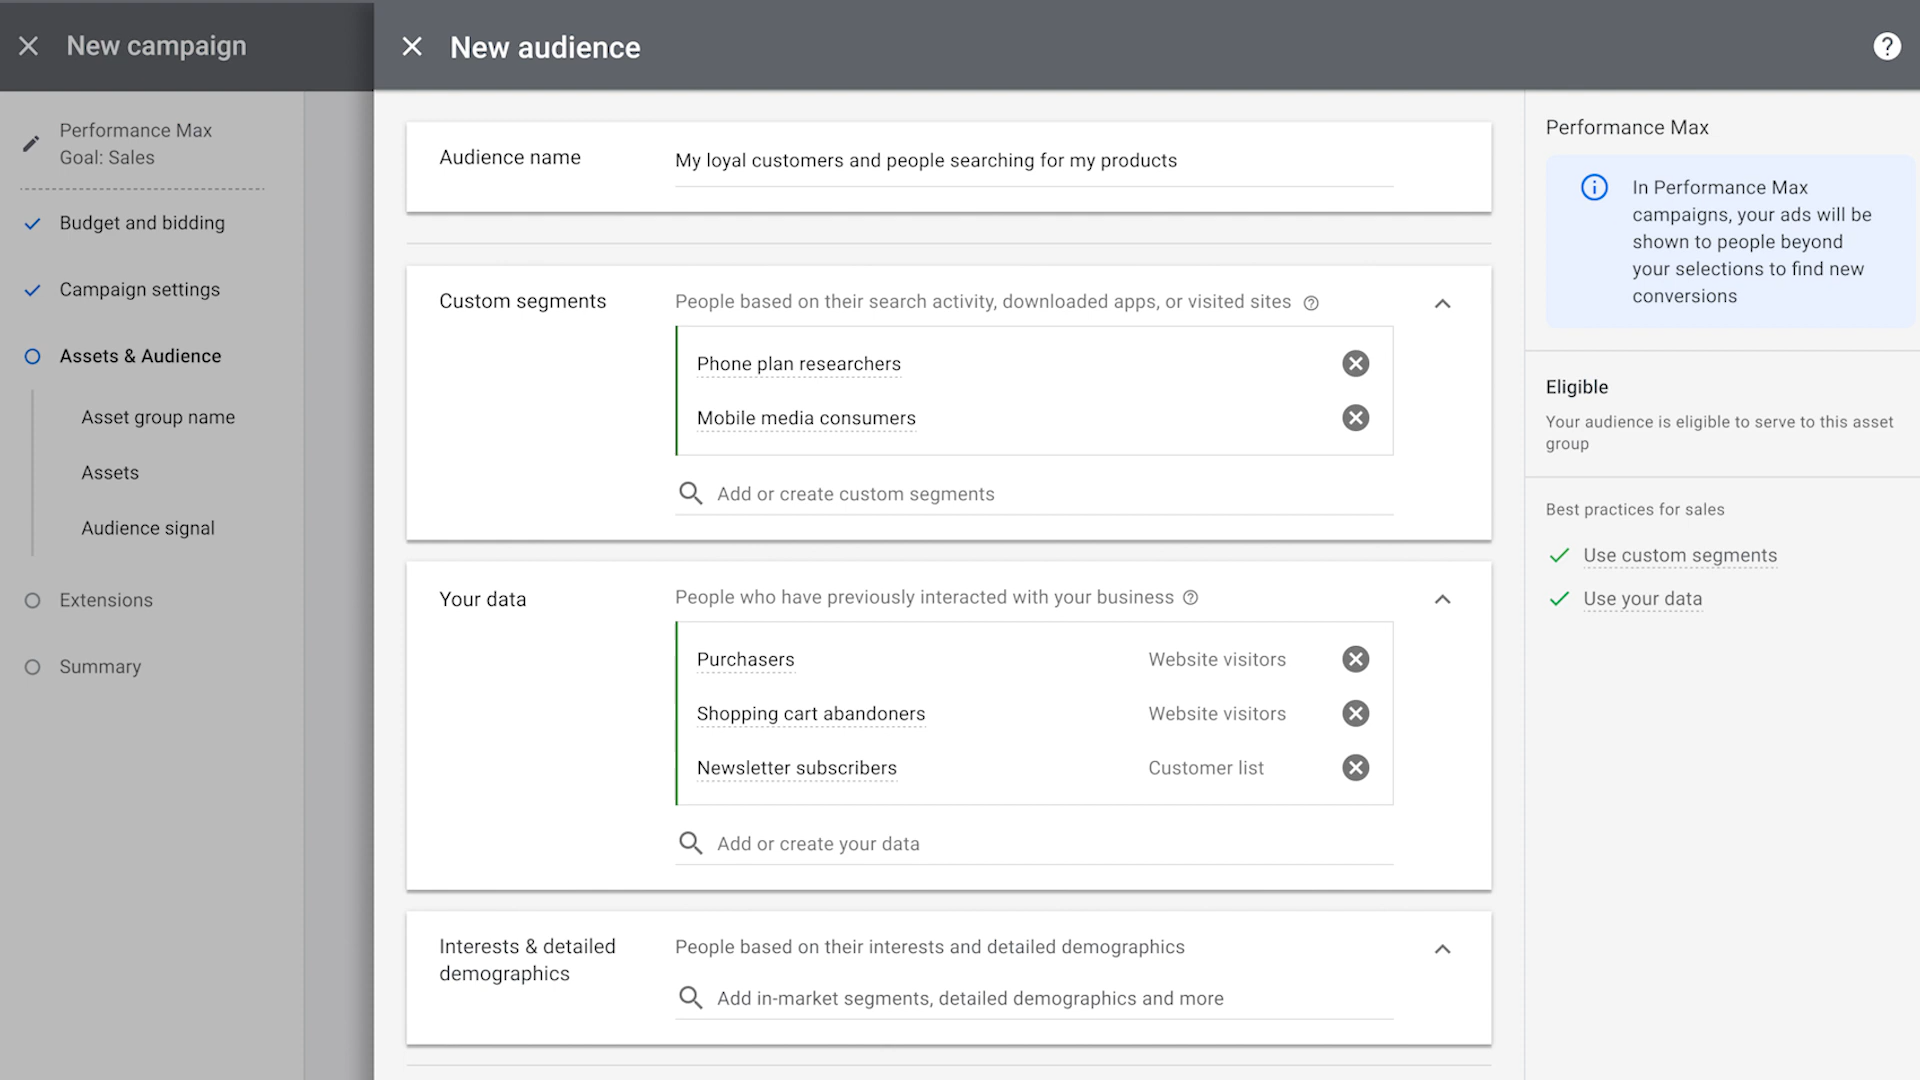 New campaign
Performance Max
Goal: Sales
Budget and bidding
Campaign settings
Assets & Audience
Asset group name
Assets
Audience signal
Extensions
Summary
New audience
?
Audience name
My loyal customers and people searching for my products
Custom segments
People based on their search activity, downloaded apps, or visited sites
Phone plan researchers
Mobile media consumers
Add or create custom segments
Your data
People who have previously interacted with your business
Purchasers Website visitors
Shopping cart abandoners Website visitors
Newsletter subscribers Customer list
Add or create your data
Interests & detailed
demographics
People based on their interests and detailed demographics
Add in-market segments, detailed demographics and more
Performance Max
In Performance Max
campaigns, your ads will be
shown to people beyond
your selections to find new
conversions
Eligible
Your audience is eligible to serve to this asset
group
Best practices for sales
Use custom segments
Use your data